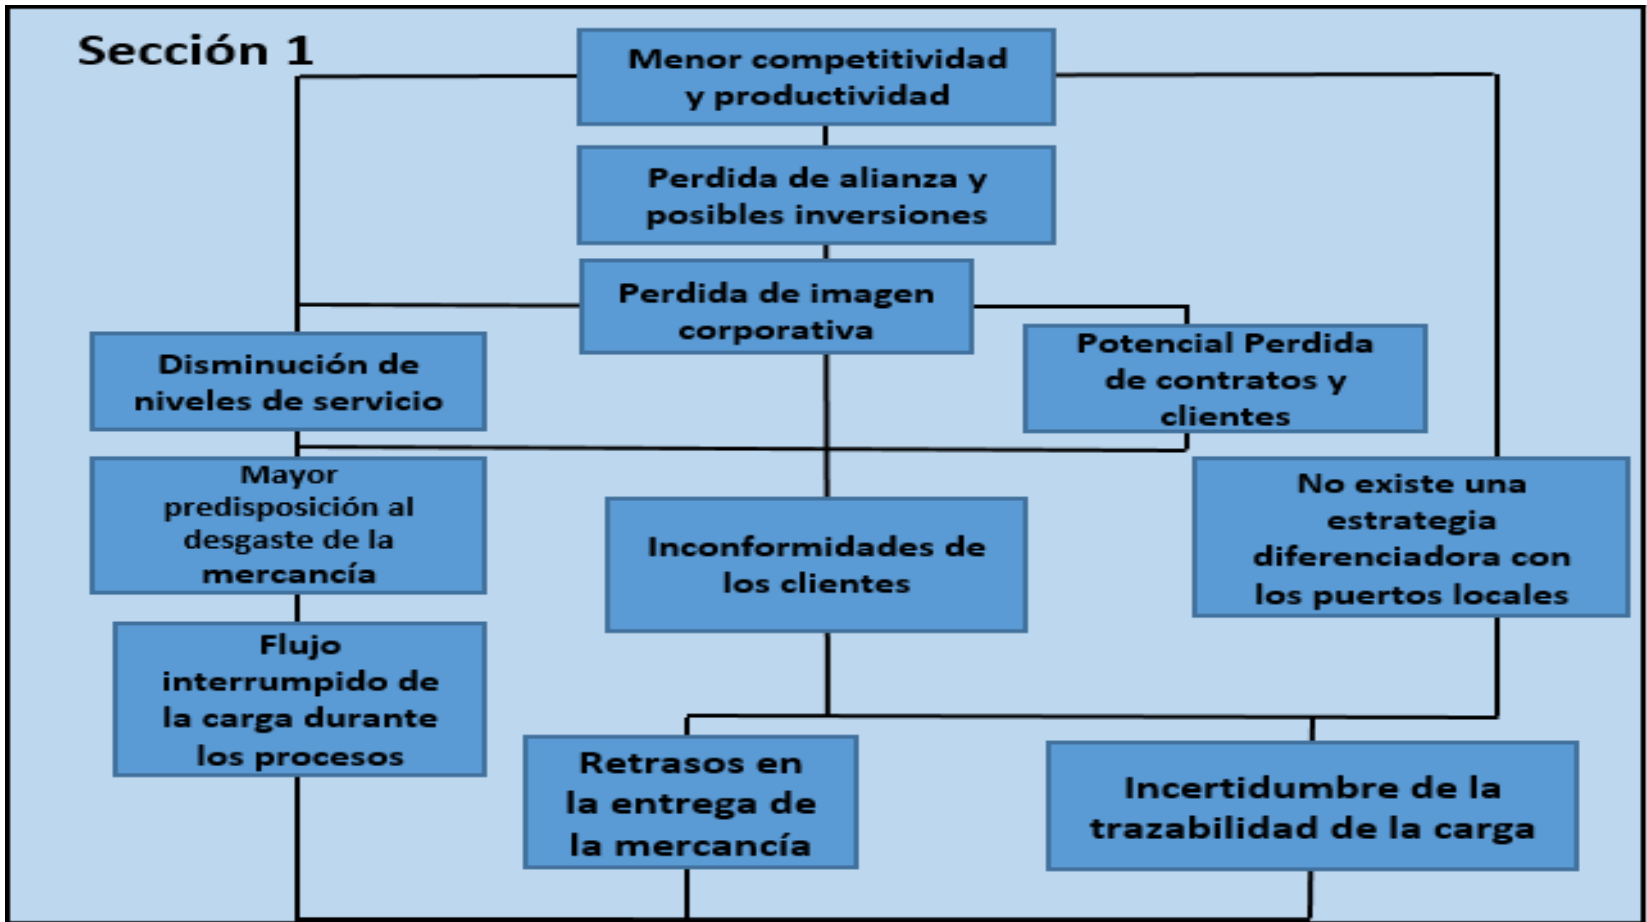 Sección 1
Menor competitividad
y productividad
Perdida de alianza y
posibles inversiones
Perdida de imagen
corporativa
Disminución de
niveles de servicio
Potencial Perdida
de contratos y
clientes
Mayor
predisposición al
desgaste de la
mercancía
Inconformidades de
los clientes
No existe una
estrategia
diferenciadora con
los puertos locales
Flujo
interrumpido de
la carga durante
los procesos
Retrasos en
la entrega de
la mercancía
Incertidumbre de la
trazabilidad de la carga